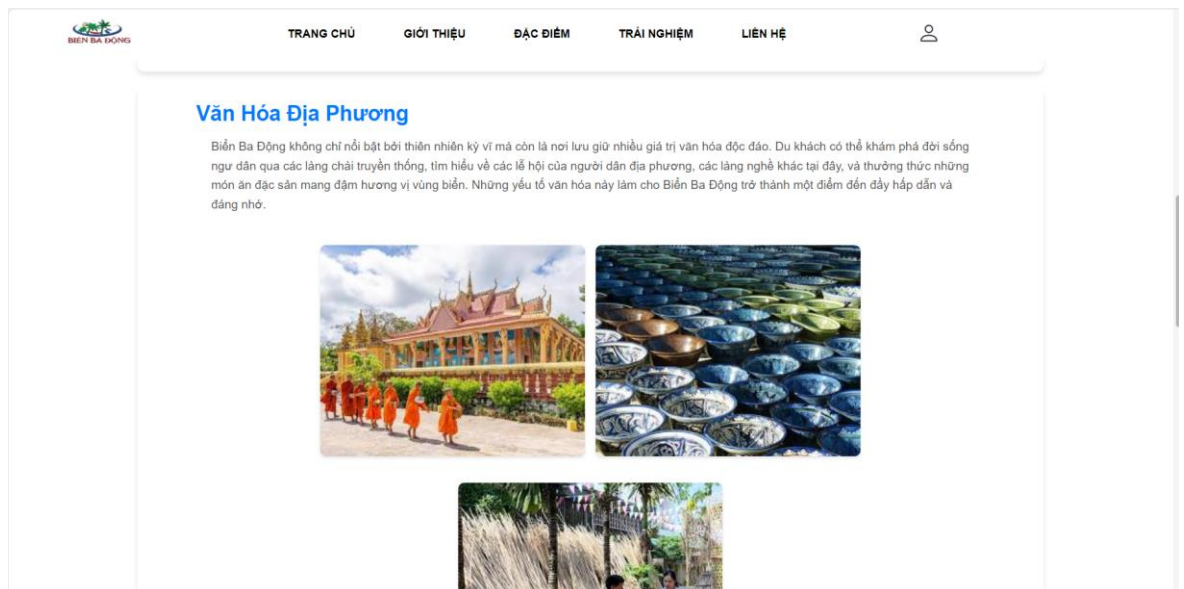 BIEN BA ĐỘNG
TRANG CHỦ
GIỚI THIỆU
ĐẶC ĐIỂM
TRẢI NGHIỆM
LIÊN HỆ
Văn Hóa Địa Phương
Biển Ba Động không chỉ nổi bật bởi thiên nhiên kỳ vĩ mà còn là nơi lưu giữ nhiều giá trị văn hóa độc đáo. Du khách có thể khám phá đời sống
ngư dân qua các làng chài truyền thống, tìm hiểu về các lễ hội của người dân địa phương, các làng nghề khác tại đây, và thưởng thức những
món ăn đặc sản mang đậm hương vị vùng biển. Những yếu tố văn hóa này làm cho Biển Ba Động trở thành một điểm đến đầy hấp dẫn và
đáng nhớ.